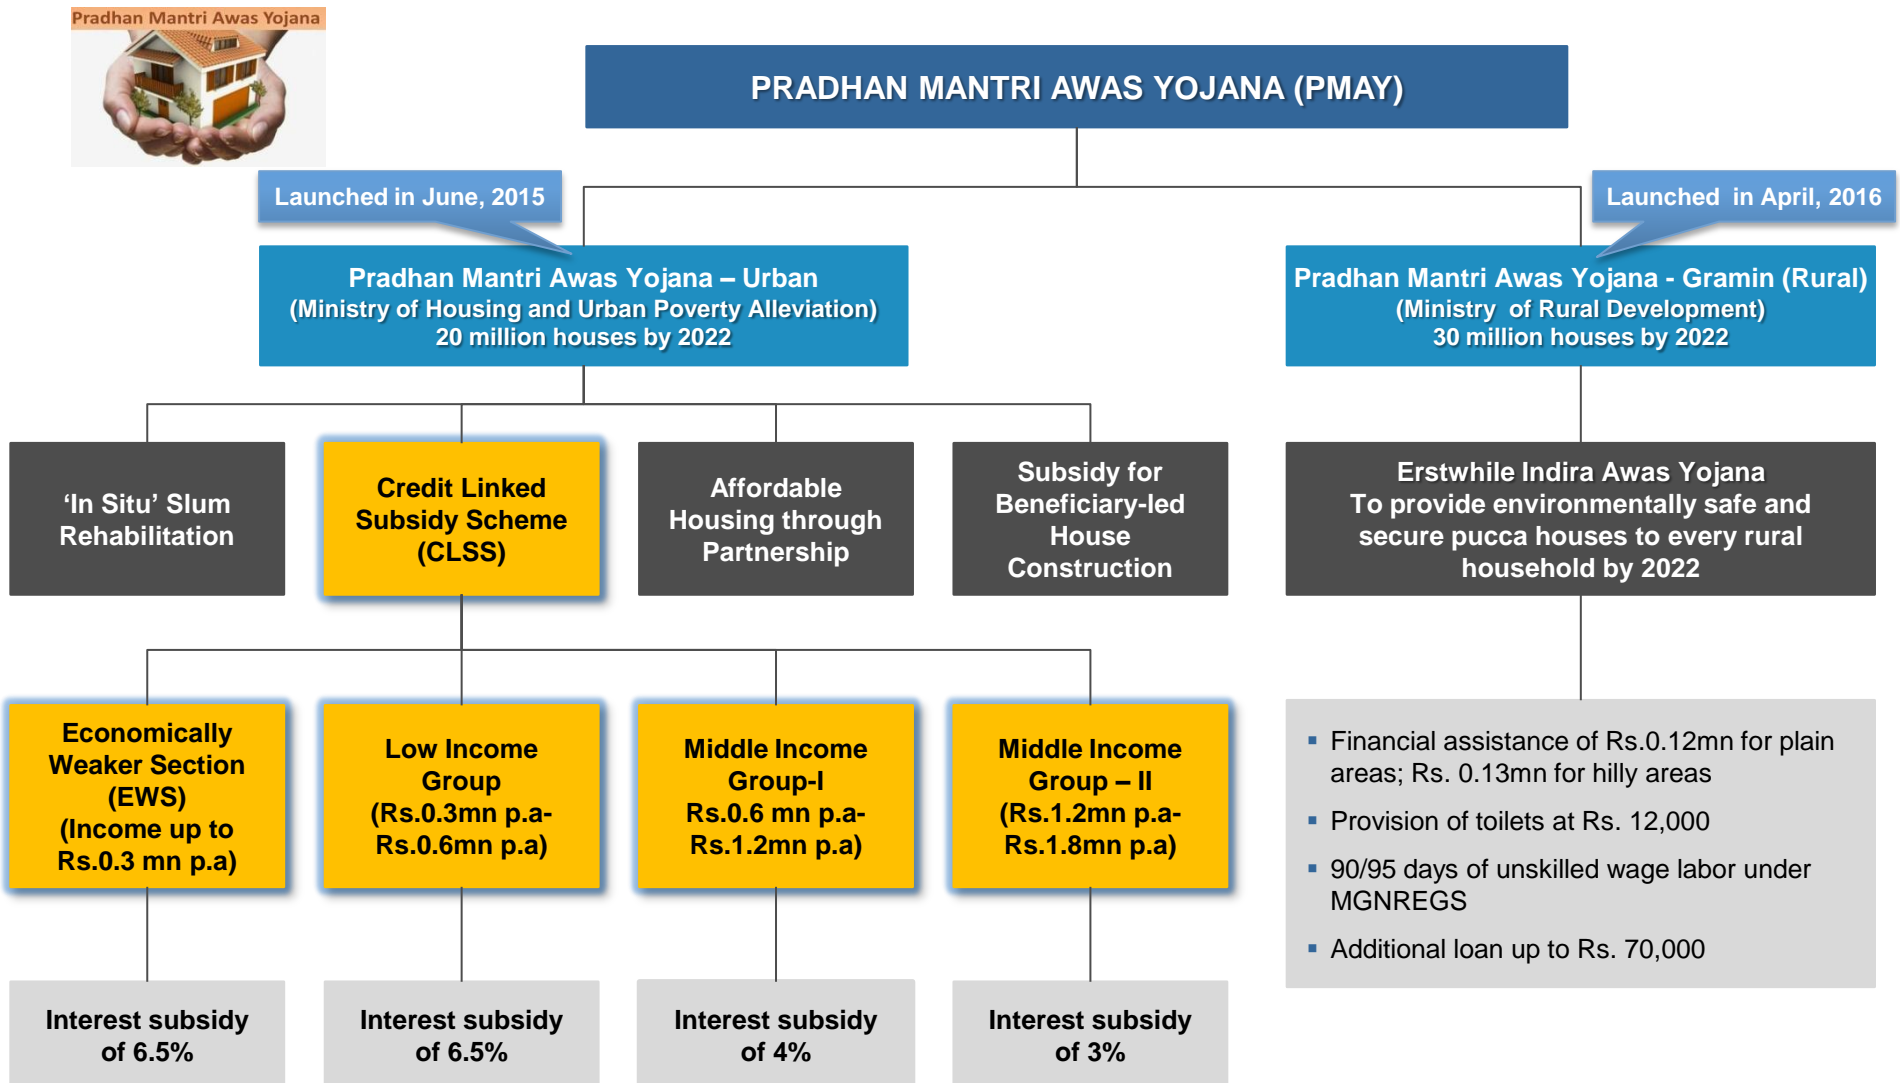 Pradhan Mantri Awas Yojana
PRADHAN MANTRI AWAS YOJANA (PMAY)
Launched in June, 2015
Launched in April, 2016
Pradhan Mantri Awas Yojana – Urban
(Ministry of Housing and Urban Poverty Alleviation)
20 million houses by 2022
Pradhan Mantri Awas Yojana - Gramin (Rural)
(Ministry of Rural Development)
30 million houses by 2022
‘In Situ’ Slum
Rehabilitation
Credit Linked
Subsidy Scheme
(CLSS)
Affordable
Housing through
Partnership
Subsidy for
Beneficiary-led
House
Construction
Erstwhile Indira Awas Yojana
To provide environmentally safe and
secure pucca houses to every rural
household by 2022
Economically
Weaker Section
(EWS)
(Income up to
Rs.0.3 mn p.a)
Low Income
Group
(Rs.0.3mn p.a-
Rs.0.6mn p.a)
Middle Income
Group-I
Rs.0.6 mn p.a-
Rs.1.2mn p.a)
Middle Income
Group – II
(Rs.1.2mn p.a-
Rs.1.8mn p.a)
▪ Financial assistance of Rs.0.12mn for plain
areas; Rs. 0.13mn for hilly areas
▪ Provision of toilets at Rs. 12,000
▪ 90/95 days of unskilled wage labor under
MGNREGS
▪ Additional loan up to Rs. 70,000
Interest subsidy
of 6.5%
Interest subsidy
of 6.5%
Interest subsidy
of 4%
Interest subsidy
of 3%